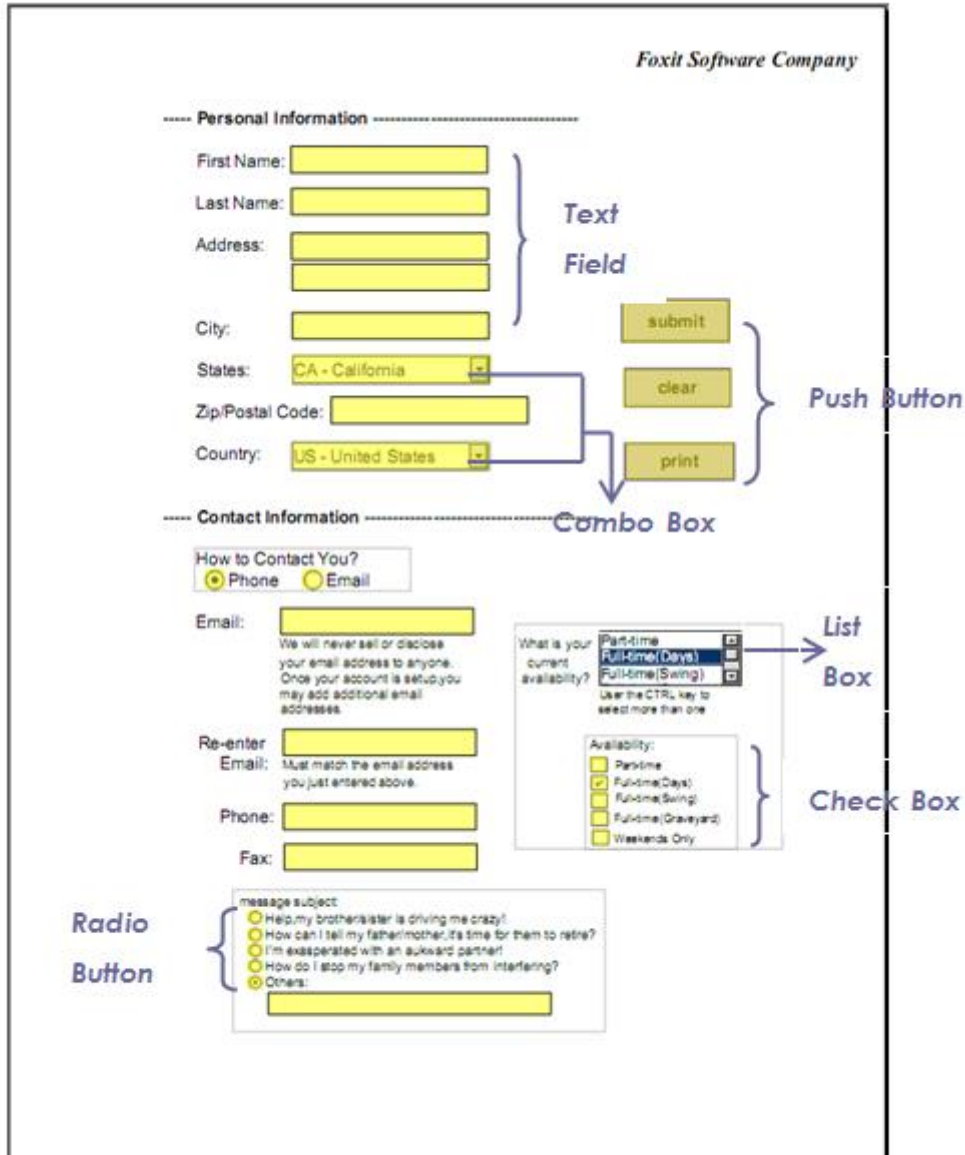 Foxit Software Company
----- Personal Information -----
First Name:
Last Name:
Text
Address:
Field
City:
submit
States: CA - California
clear
Push Button
Zip/Postal Code:
Country: US - United States
print
----- Contact Information -----
Combo Box
How to Contact You?
Phone Email
Email:
We will never sell or disclose
your email address to anyone.
Once your account is setup,you
may add additional email
addresses.
What is your
current
availability?
Part-time
Full-time(Days)
Full-time(Swing)
User the CTRL key to
select more than one
List
Box
Re-enter
Email:
Must match the email address
you just entered above.
Availability:
Part-time
Full-time(Days)
Full-time(Swing)
Full-time(Graveyard)
Weekends Only
Check Box
Phone:
Fax:
Radio
Button
message subject:
Help,my brother/sister is driving me crazy!
How can I tell my father/mother,it's time for them to retire?
I'm exasperated with an aukward partner!
How do I stop my family members from interfering?
Others: